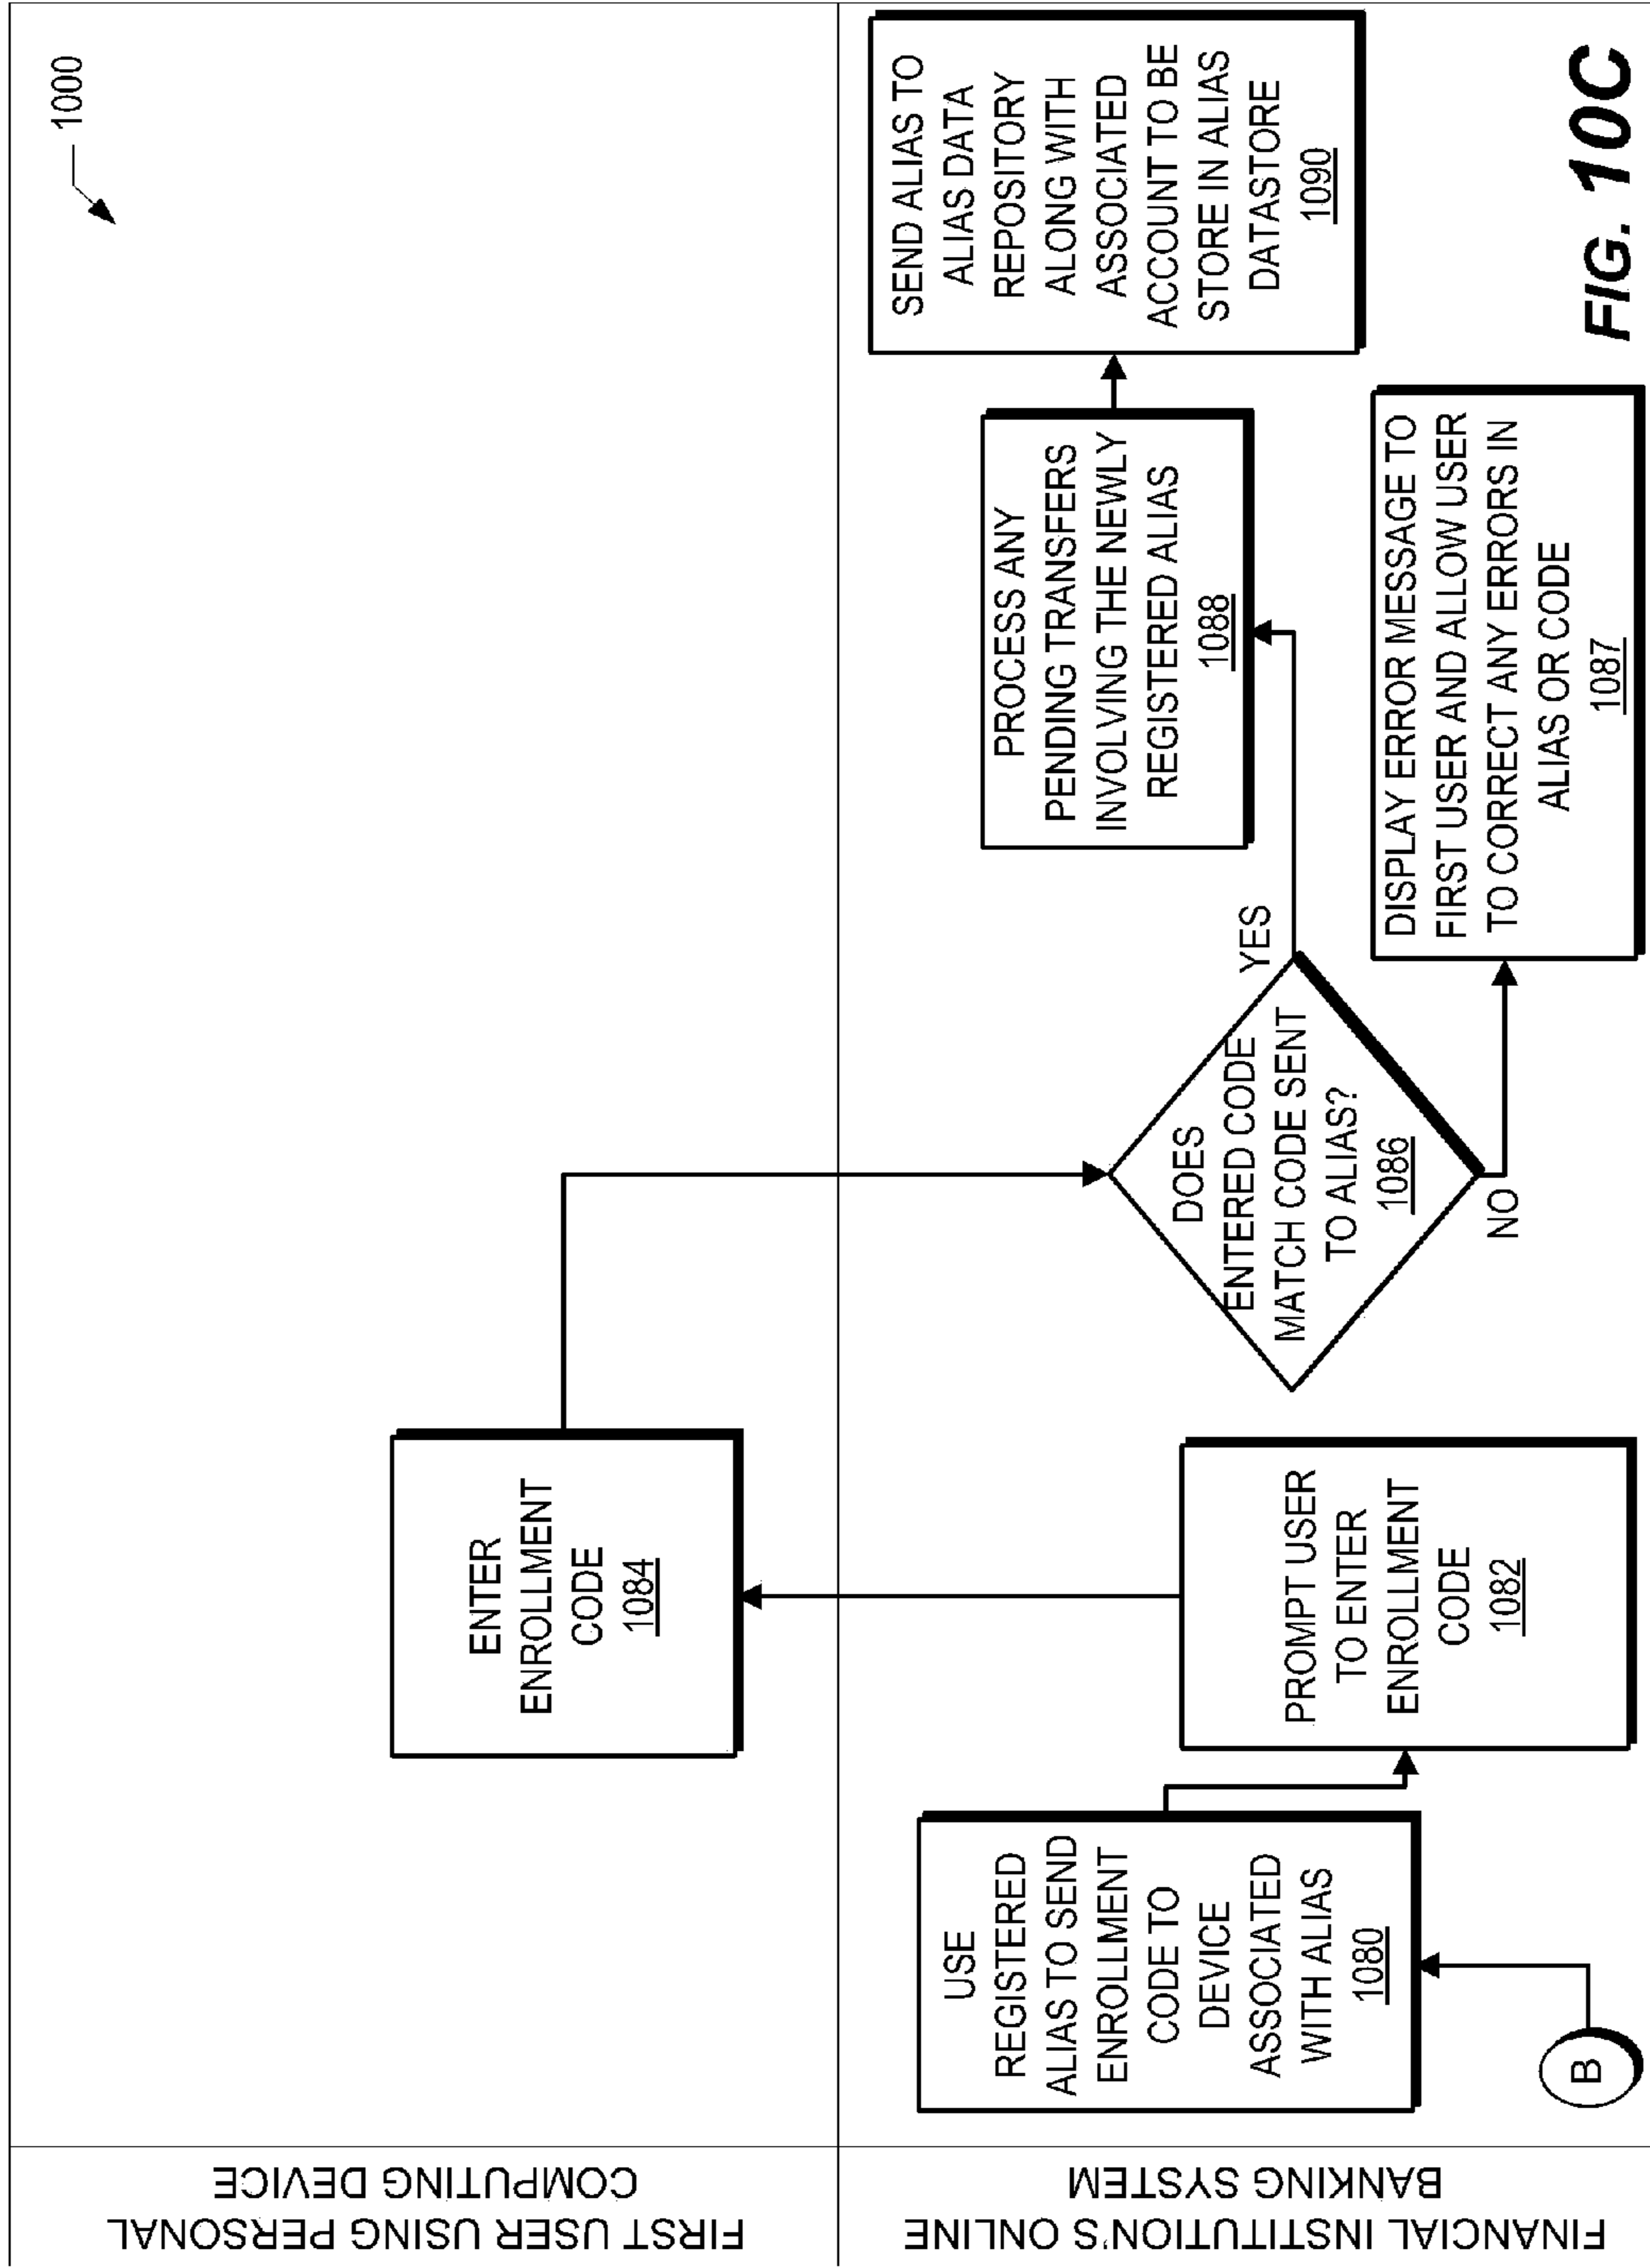 1000
FIRST USER USING PERSONAL
COMPUTING DEVICE
ENTER
ENROLLMENT
CODE
1084
FINANCIAL INSTITUTION'S ONLINE
BANKING SYSTEM
B
USE
REGISTERED
ALIAS TO SEND
ENROLLMENT
CODE TO
DEVICE
ASSOCIATED
WITH ALIAS
1080
PROMPT USER
TO ENTER
ENROLLMENT
CODE
1082
DOES
ENTERED CODE
MATCH CODE SENT
TO ALIAS?
1086
YES
NO
PROCESS ANY
PENDING TRANSFERS
INVOLVING THE NEWLY
REGISTERED ALIAS
1088
DISPLAY ERROR MESSAGE TO
FIRST USER AND ALLOW USER
TO CORRECT ANY ERRORS IN
ALIAS OR CODE
1087
SEND ALIAS TO
ALIAS DATA
REPOSITORY
ALONG WITH
ASSOCIATED
ACCOUNT TO BE
STORE IN ALIAS
DATASTORE
1090
FIG. 10C